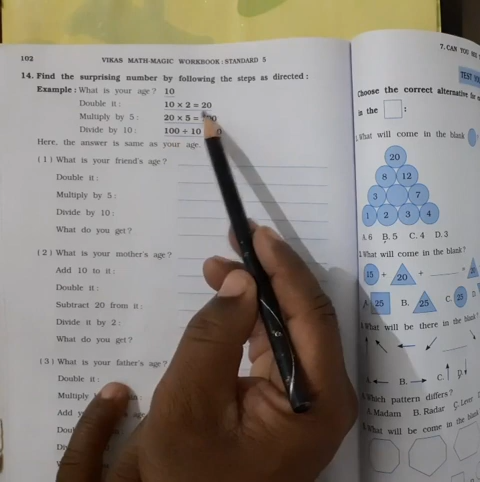 102
VIKAS MATH-MAGIC WORKBOOK : STANDARD 5
14. Find the surprising number by following the steps as directed :
Example : What is your age ? 10
Double it : 10 × 2 = 20
Multiply by 5 : 20 × 5 =
Divide by 10 : 100 ÷ 10
Here, the answer is same as your age.
(1) What is your friend's age ?
Double it :
Multiply by 5 :
Divide by 10 :
What do you get ?
(2) What is your mother's age ?
Add 10 to it :
Double it :
Subtract 20 from it :
Divide it by 2 :
What do you get ?
(3) What is your father's age ?
Double it :
Multiply
Add
7. CAN YOU SEE
TEST
Choose the correct alternative
in the :
What will come in the blank
20
8 12
3 7
1 2 3 4
A. 6 B. 5 C. 4 D. 3
What will come in the blank ?
15 + 20 + =
25 B. 25 C. 25
What will be there in the blank ?
A. B. C. D.
Which pattern differs ?
A. Madam B. Radar C. Lever
What will be come in the blank